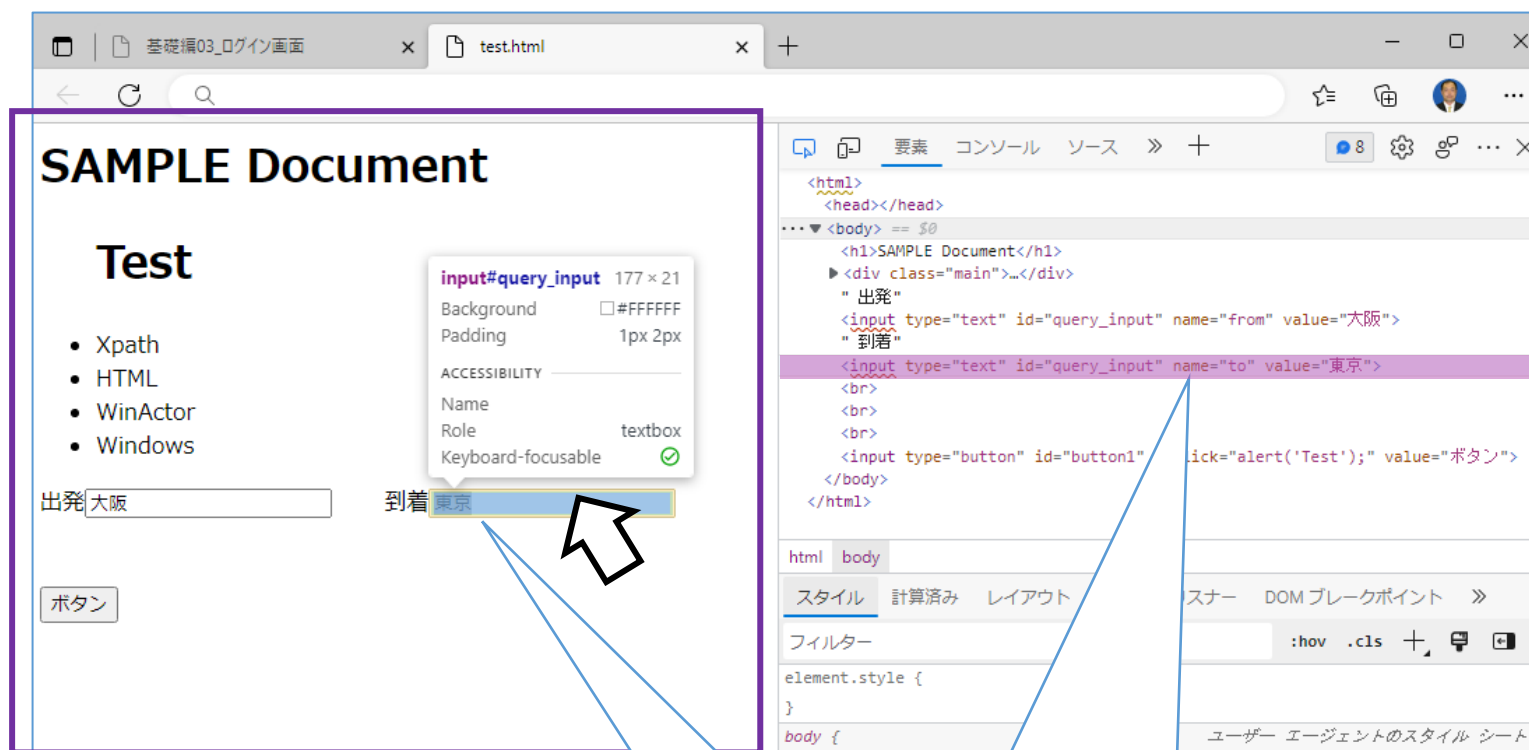 基礎編03_ログイン画面
test.html
SAMPLE Document
Test
Xpath
HTML
WinActor
Windows
出発 大阪
到着 東京
ボタン
input#query_input 177 × 21
Background #FFFFFF
Padding 1px 2px
ACCESSIBILITY
Name
Role textbox
Keyboard-focusable
要素 コンソール ソース 8
<html>
<head></head>
<body> == $0
<h1>SAMPLE Document</h1>
<div class="main">…</div>
" 出発"
<input type="text" id="query_input" name="from" value="大阪">
" 到着"
<input type="text" id="query_input" name="to" value="東京">
<br>
<br>
<br>
<input type="button" id="button1" lick="alert('Test');" value="ボタン">
</body>
</html>
html body
スタイル 計算済み レイアウト スナー DOM ブレークポイント
フィルター :hov .cls
element.style {
}
body { ユーザー エージェントのスタイル シート